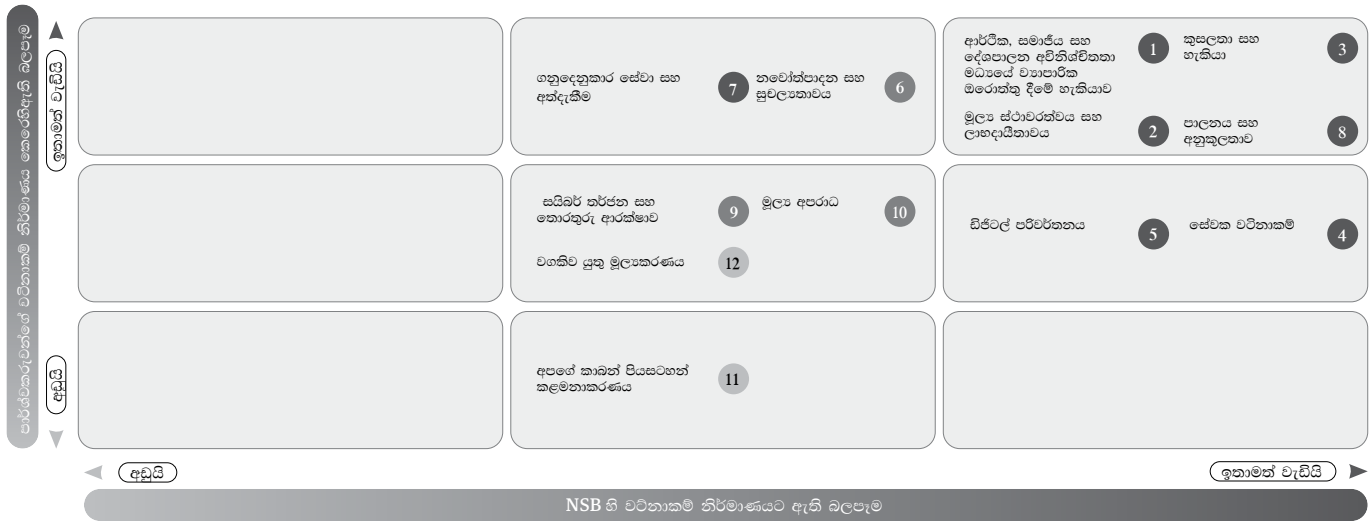 පාර්ශ්වකරුවන්ගේ වටිනාකම් නිර්මාණය කෙරෙහිඇති බලපෑම
ඉතාමත් වැඩියි
අඩුයි
ගනුදෙනුකාර සේවා සහ
අත්දැකීම
7
නවෝත්පාදන සහ
සුචල්‍යතාවය
6
ආර්ථික, සමාජීය සහ
දේශපාලන අවිනිශ්චිතතා
මධ්‍යයේ ව්‍යාපාරික
ඔරොත්තු දීමේ හැකියාව
1
කුසලතා සහ
හැකියා
3
මූල්‍ය ස්ථාවරත්වය සහ
ලාභදායීතාවය
2
පාලනය සහ
අනුකූලතාව
8
සයිබර් තර්ජන සහ
තොරතුරු ආරක්ෂාව
9
මූල්‍ය අපරාධ
10
වගකිව යුතු මූල්‍යකරණය
12
ඩිජිටල් පරිවර්තනය
5
සේවක වටිනාකම්
4
අපගේ කාබන් පියසටහන්
කළමනාකරණය
11
අඩුයි
ඉතාමත් වැඩියි
NSB හි වටිනාකම් නිර්මාණයට ඇති බලපෑම